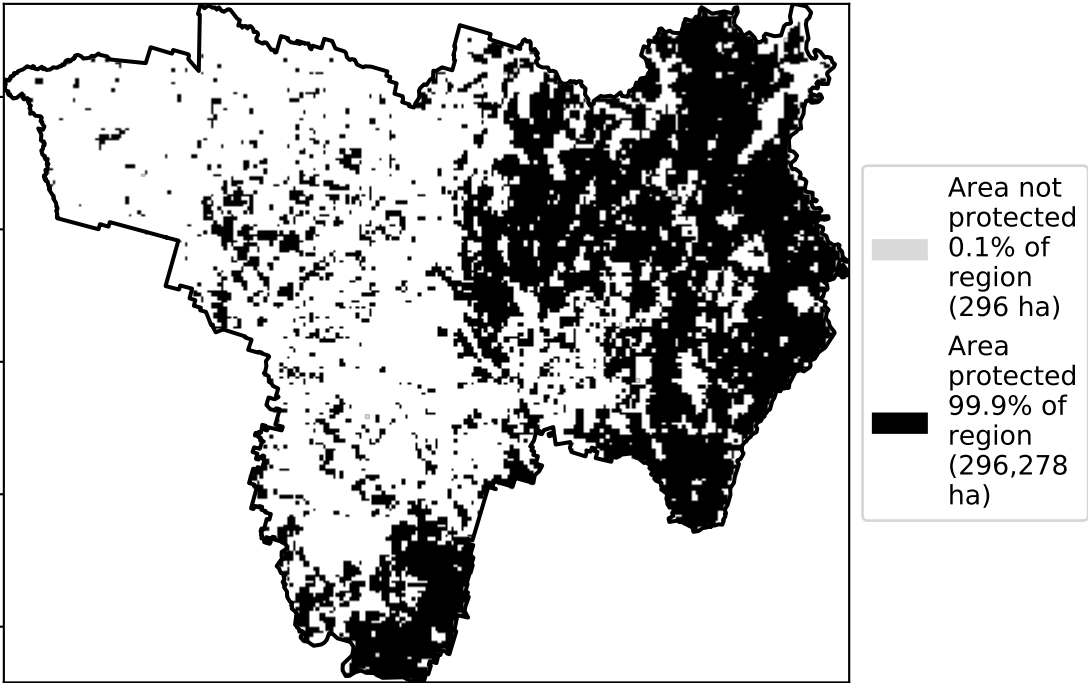 Area not
protected
0.1% of
region
(296 ha)
Area
protected
99.9% of
region
(296,278
ha)